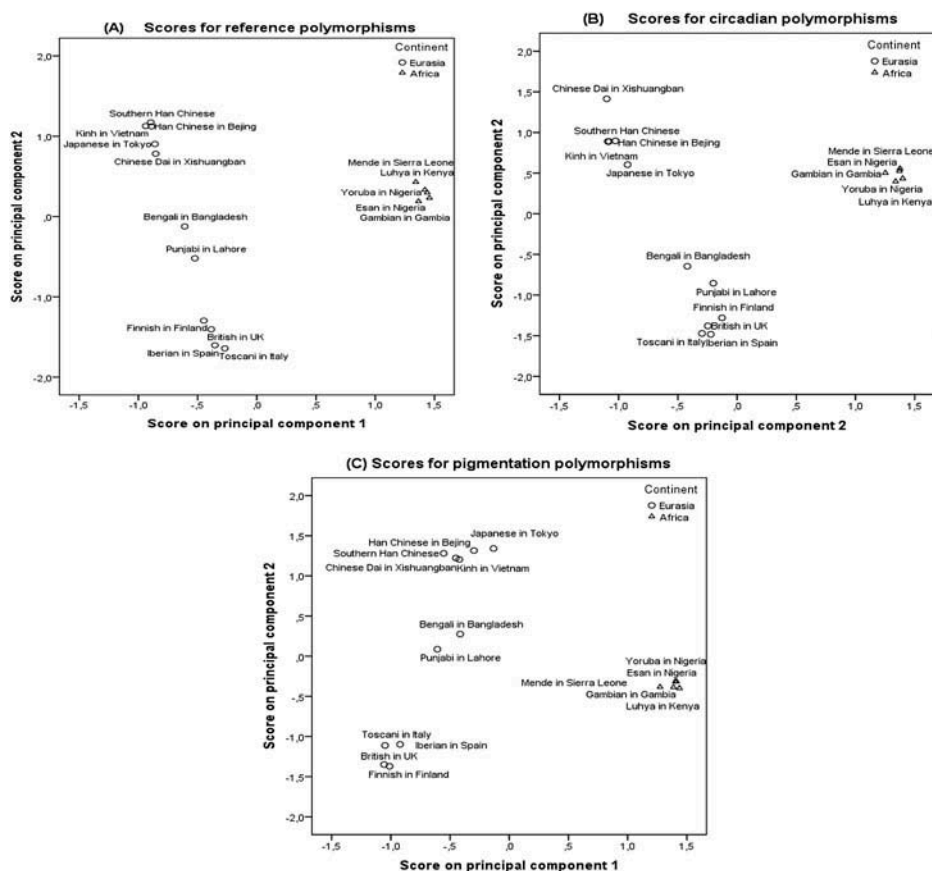 (A) Scores for reference polymorphisms
Continent
Eurasia
Africa
2,0
1,0
,0
-1,0
-2,0
Score on principal component 2
Southern Han Chinese
Han Chinese in Bejing
Kinh in Vietnam
Japanese in Tokyo
Chinese Dai in Xishuangban
Mende in Sierra Leone
Luhya in Kenya
Yoruba in Nigeria
Esan in Nigeria
Gambian in Gambia
Bengali in Bangladesh
Punjabi in Lahore
Finnish in Finland
British in UK
Iberian in Spain
Toscani in Italy
-1,5 -1,0 -,5 ,0 1,0 1,5
Score on principal component 1
(B) Scores for circadian polymorphisms
Continent
Eurasia
Africa
2,0
1,5
1,0
,5
,0
-,5
-1,0
-1,5
-2,0
Score on principal component 2
Chinese Dai in Xishuangban
Southern Han Chinese
Han Chinese in Bejing
Kinh in Vietnam
Japanese in Tokyo
Mende in Sierra Leone
Esan in Nigeria
Gambian in Gambia
Yoruba in Nigeria
Luhya in Kenya
Bengali in Bangladesh
Punjabi in Lahore
Finnish in Finland
British in UK
Toscani in Italy
Iberian in Spain
-1,5 -1,0 -,5 ,0 1,0 1,5
Score on principal component 2
(C) Scores for pigmentation polymorphisms
Continent
Eurasia
Africa
2,0
1,5
1,0
,5
,0
-,5
-1,0
-1,5
-2,0
Score on principal component 2
Japanese in Tokyo
Han Chinese in Bejing
Southern Han Chinese
Chinese Dai in Xishuangban
Kinh in Vietnam
Bengali in Bangladesh
Punjabi in Lahore
Yoruba in Nigeria
Esan in Nigeria
Mende in Sierra Leone
Gambian in Gambia
Luhya in Kenya
Toscani in Italy
Iberian in Spain
British in UK
Finnish in Finland
-1,5 -1,0 -,5 ,0 1,0 1,5
Score on principal component 1